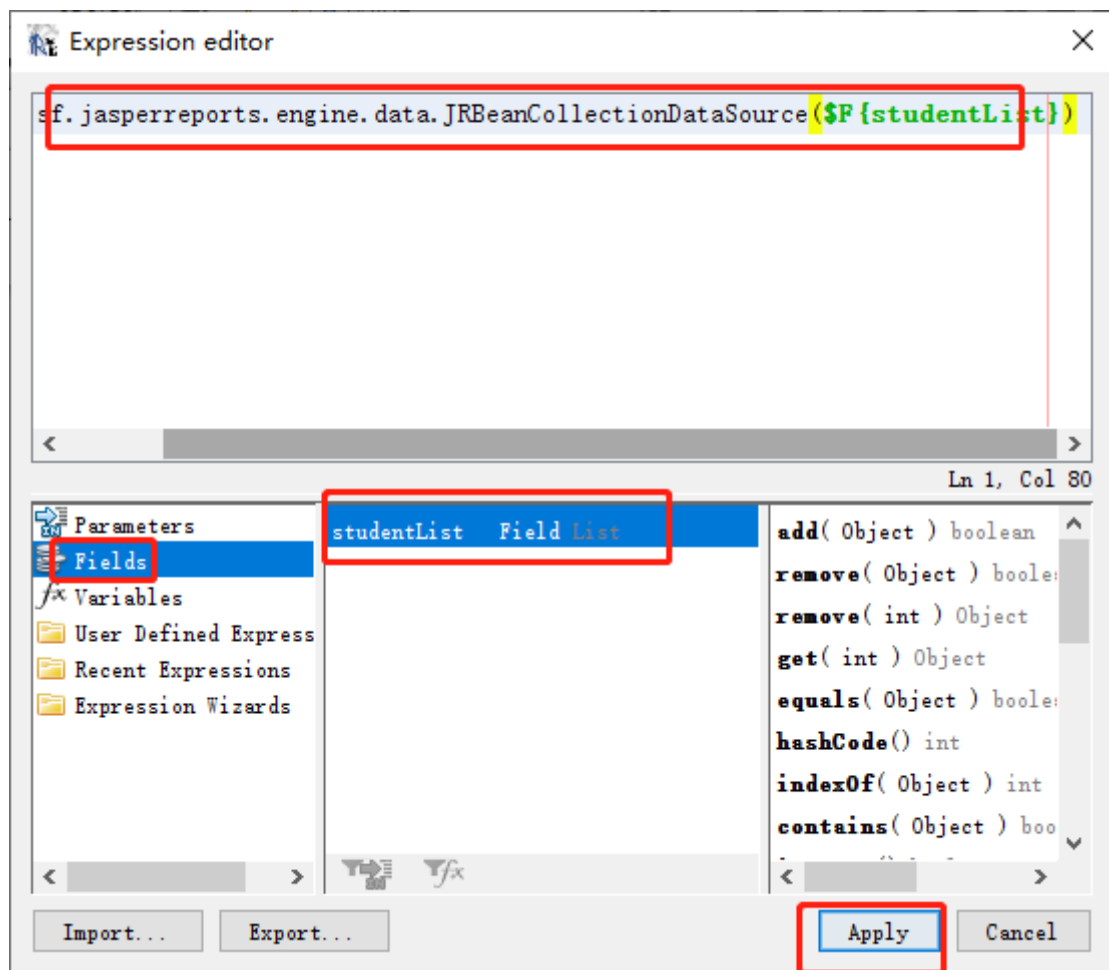 Expression editor
sf.jasperreports.engine.data.JRBeanCollectionDataSource($F{studentList})
Ln 1, Col 80
Parameters
Fields
Variables
User Defined Express
Recent Expressions
Expression Wizards
studentList Field List
add( Object ) boolean
remove( Object ) boole
remove( int ) Object
get( int ) Object
equals( Object ) boole
hashCode() int
indexOf( Object ) int
contains( Object ) boo
Import...
Export...
Apply
Cancel